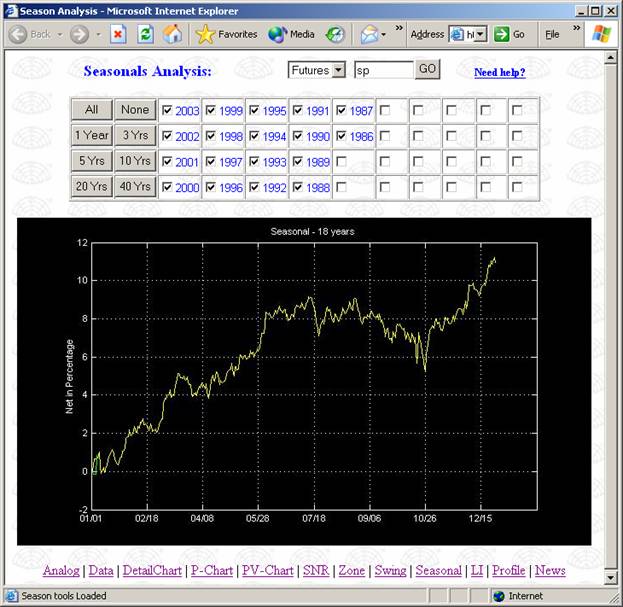 Season Analysis - Microsoft Internet Explorer
Back Favorites Media Address Go File
Seasonals Analysis: Futures sp GO Need help?
All None 2003 1999 1995 1991 1987
1 Year 3 Yrs 2002 1998 1994 1990 1986
5 Yrs 10 Yrs 2001 1997 1993 1989
20 Yrs 40 Yrs 2000 1996 1992 1988
Seasonal - 18 years
12
10
8
6
4
2
0
-2
Net in Percentage
01/01 02/18 04/08 05/28 07/18 09/06 10/26 12/15
Analog | Data | DetailChart | P-Chart | PV-Chart | SNR | Zone | Swing | Seasonal | LI | Profile | News
Season tools Loaded Internet